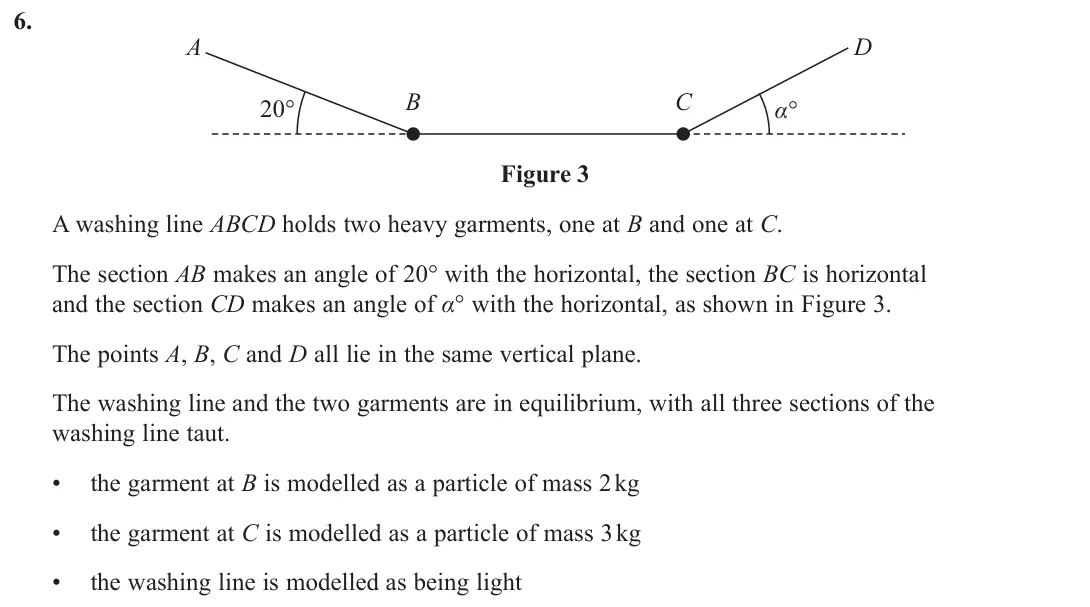 6.
A
D
20°
B
C
α°
Figure 3
A washing line ABCD holds two heavy garments, one at B and one at C.
The section AB makes an angle of 20° with the horizontal, the section BC is horizontal
and the section CD makes an angle of α° with the horizontal, as shown in Figure 3.
The points A, B, C and D all lie in the same vertical plane.
The washing line and the two garments are in equilibrium, with all three sections of the
washing line taut.
• the garment at B is modelled as a particle of mass 2 kg
• the garment at C is modelled as a particle of mass 3 kg
• the washing line is modelled as being light